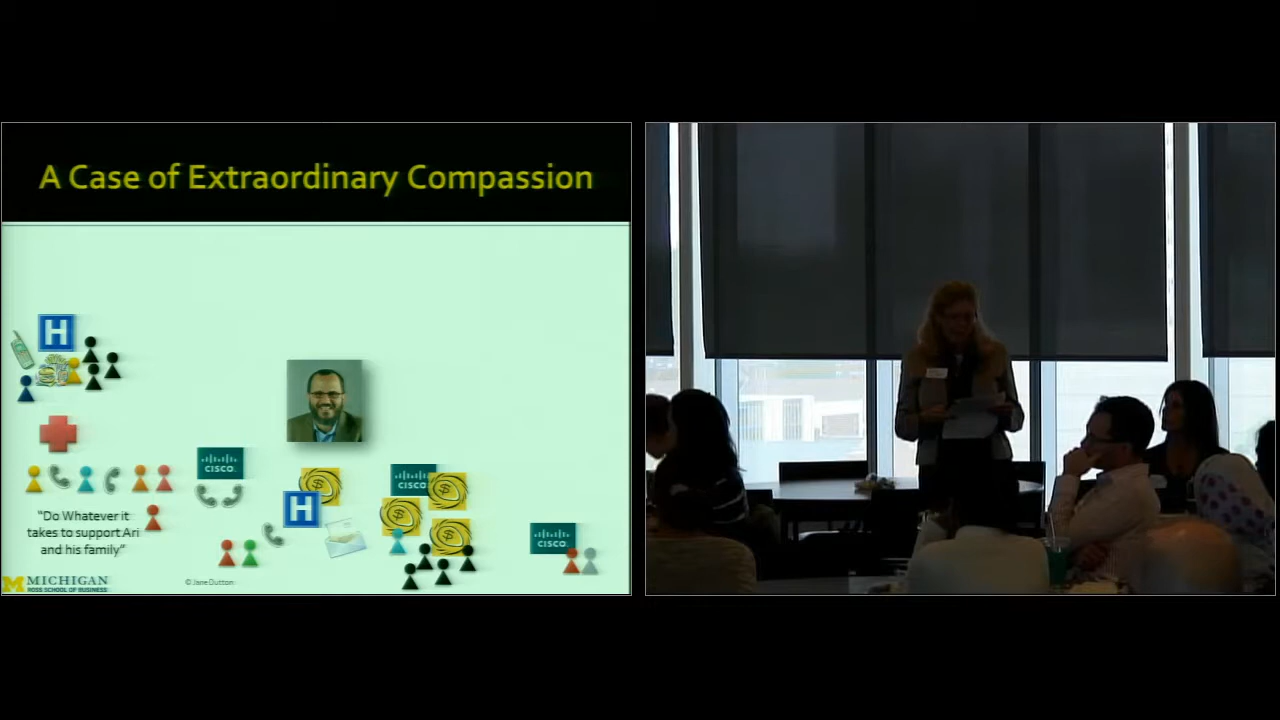 A Case of Extraordinary Compassion
H
CISCO
CISCO
H
CISCO
"Do Whatever it
takes to support Ari
and his family"
M MICHIGAN
ROSS SCHOOL OF BUSINESS
© Jane Dutton